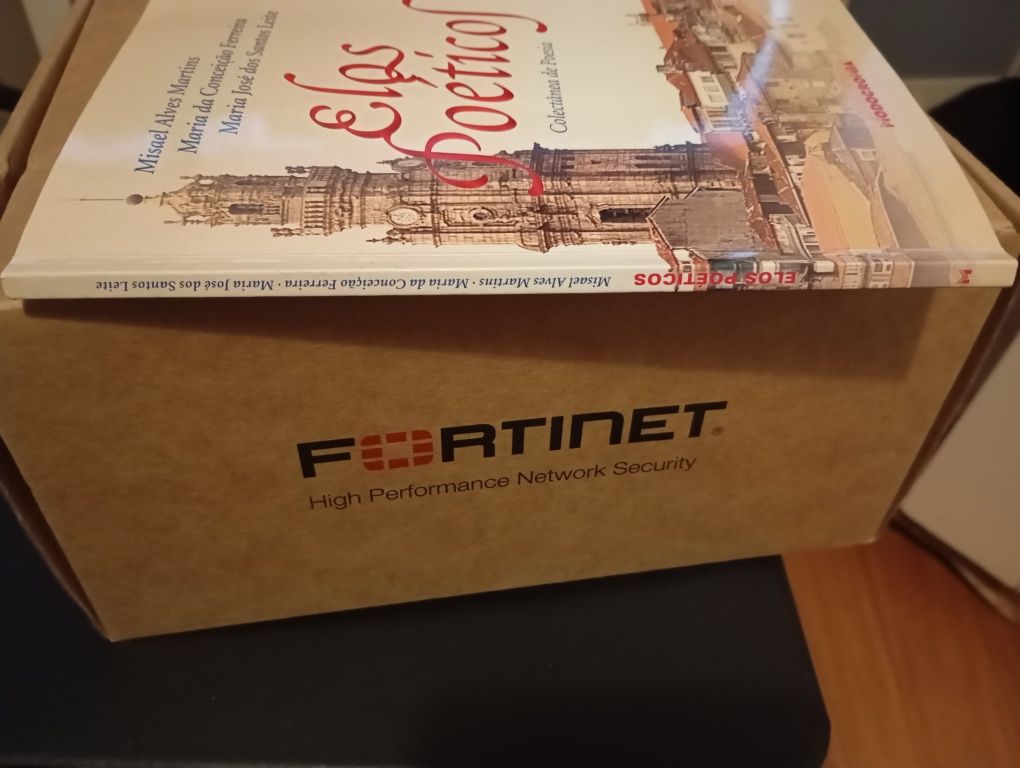 Misael Alves Martins
Maria da Conceição Ferreira
Maria José dos Santos Leite
Elos
Poéticos
Colectânea de Poesia
MODOCROMIA
Misael Alves Martins · Maria da Conceição Ferreira · Maria José dos Santos Leite
ELOS POÉTICOS
FORTINET®
High Performance Network Security